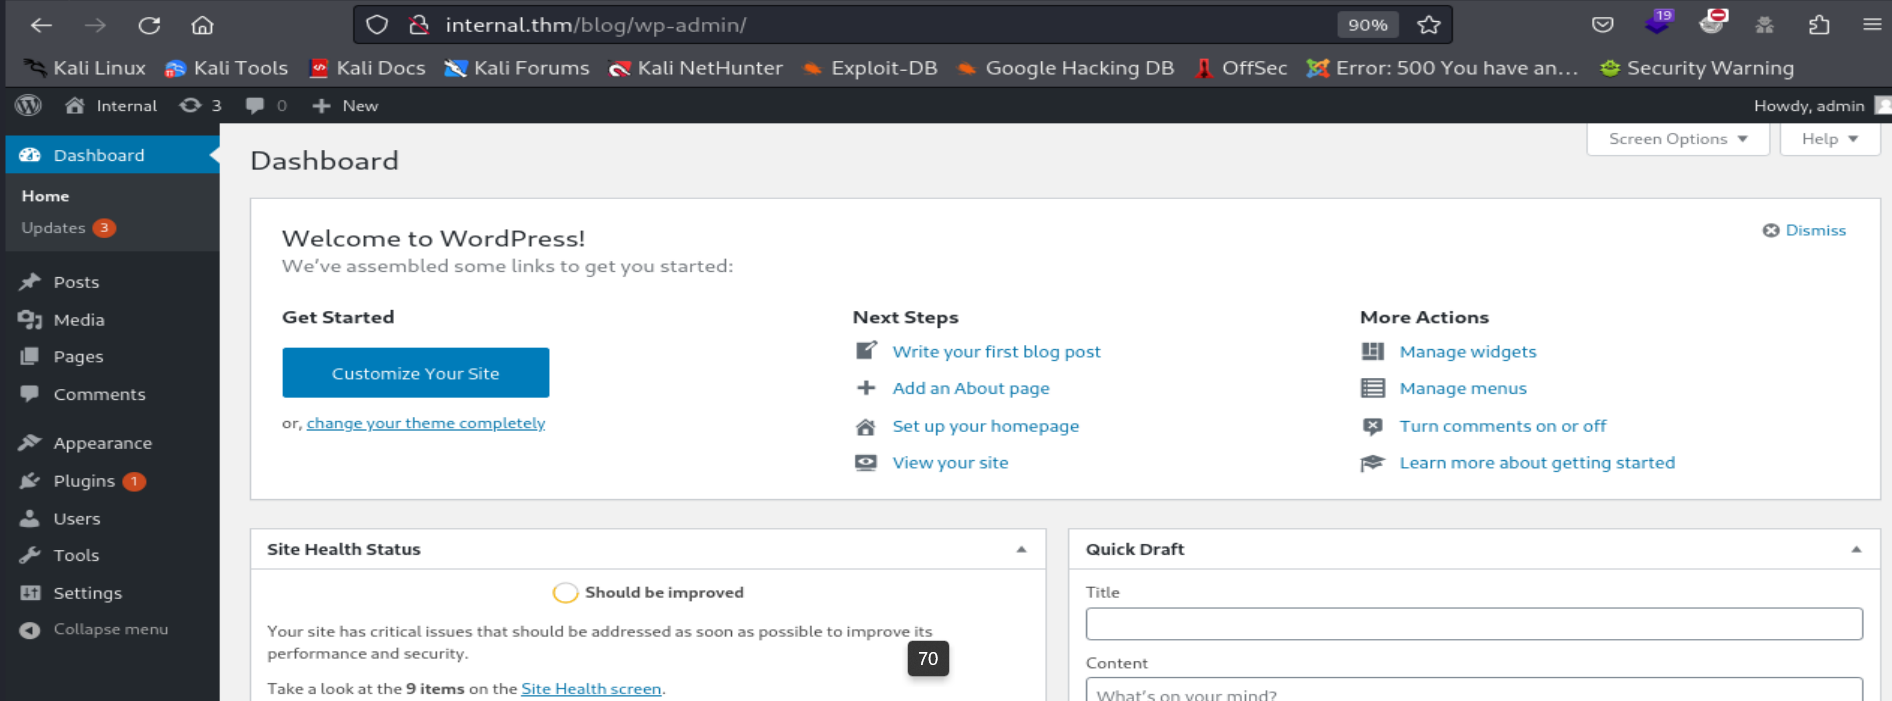 internal.thm/blog/wp-admin/ 90% 19
Kali Linux Kali Tools Kali Docs Kali Forums Kali NetHunter Exploit-DB Google Hacking DB OffSec Error: 500 You have an... Security Warning
Internal 3 0 New Howdy, admin
Screen Options Help
Dashboard
Home
Updates 3
Posts
Media
Pages
Comments
Appearance
Plugins 1
Users
Tools
Settings
Collapse menu
Dashboard
Welcome to WordPress!
Dismiss
We've assembled some links to get you started:
Get Started
Customize Your Site
or, change your theme completely
Next Steps
Write your first blog post
Add an About page
Set up your homepage
View your site
More Actions
Manage widgets
Manage menus
Turn comments on or off
Learn more about getting started
Site Health Status
Should be improved
Your site has critical issues that should be addressed as soon as possible to improve its
performance and security.
70
Take a look at the 9 items on the Site Health screen.
Quick Draft
Title
Content
What's on your mind?